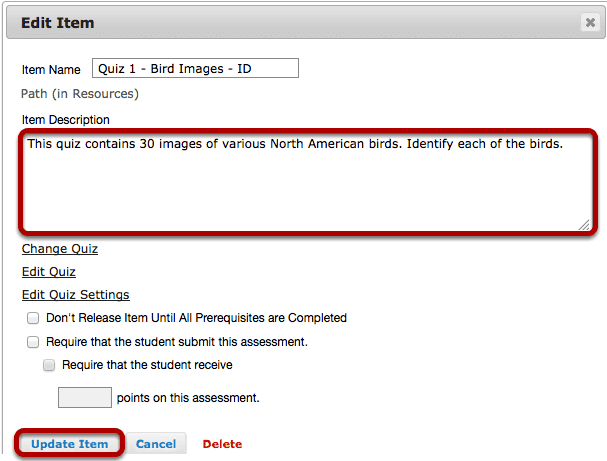 Edit Item
Item Name Quiz 1 - Bird Images - ID
Path (in Resources)
Item Description
This quiz contains 30 images of various North American birds. Identify each of the birds.
Change Quiz
Edit Quiz
Edit Quiz Settings
Don't Release Item Until All Prerequisites are Completed
Require that the student submit this assessment.
Require that the student receive
points on this assessment.
Update Item Cancel Delete